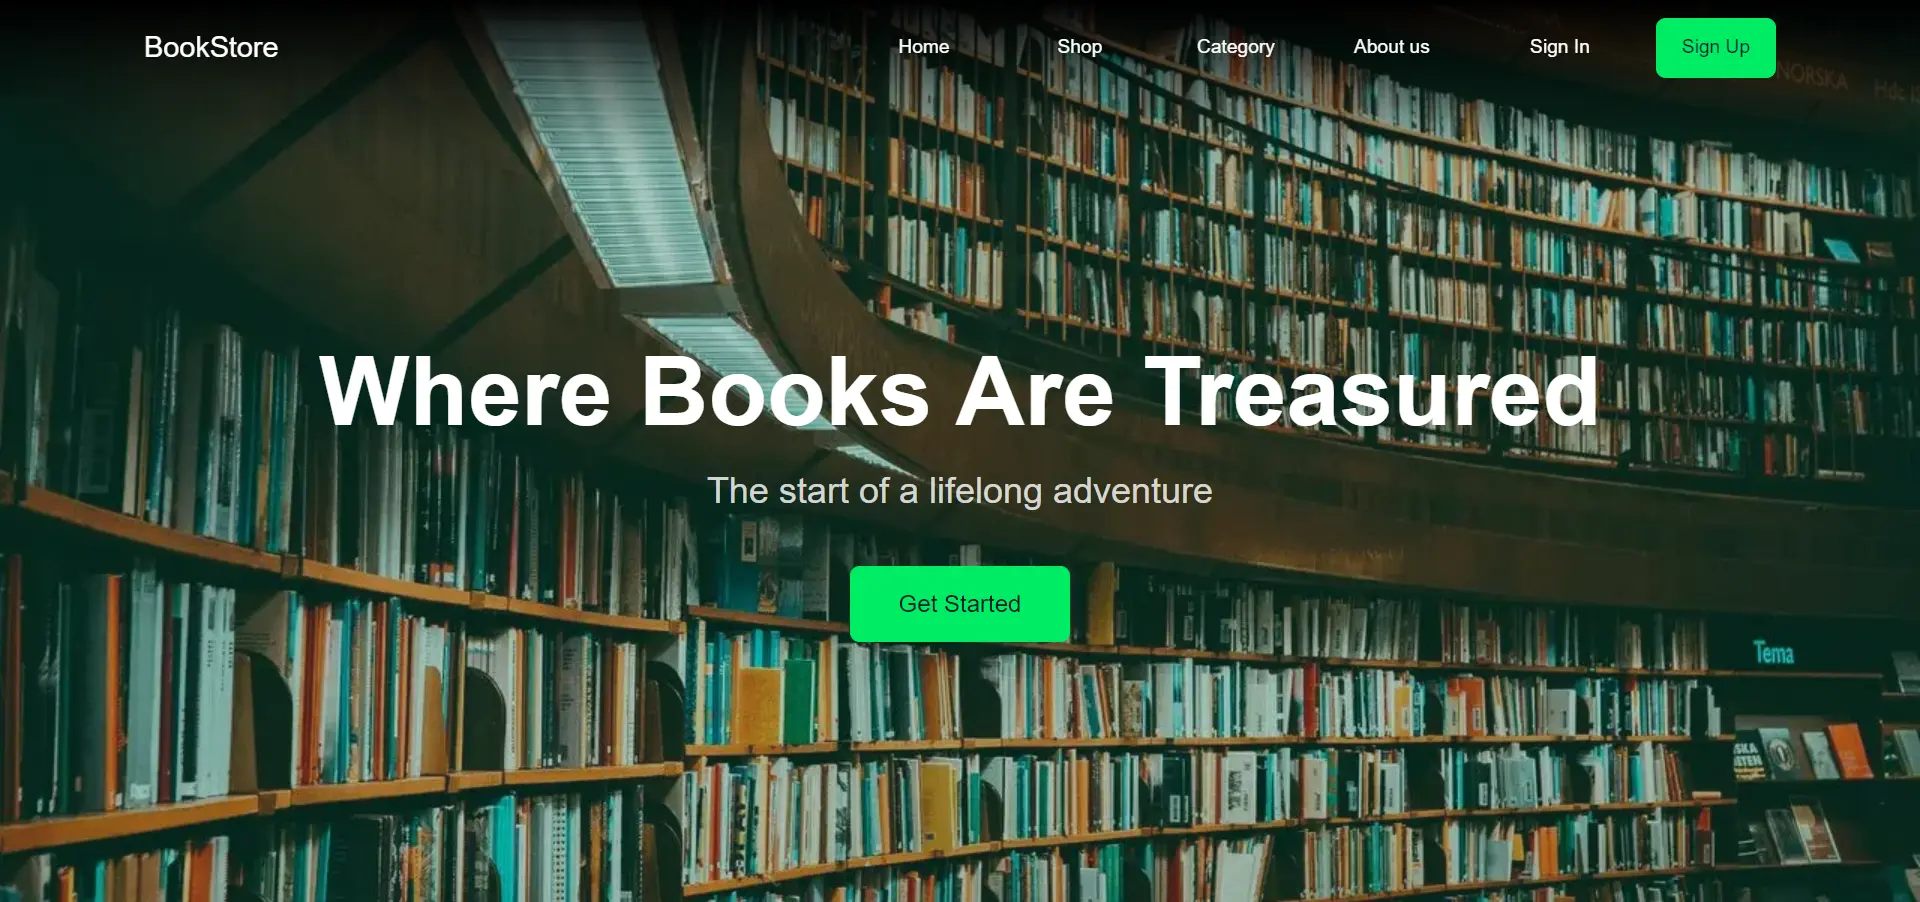 BookStore Home Shop Category About us Sign In Sign Up
NORSKA
Where Books Are Treasured
The start of a lifelong adventure
Get Started
Tema